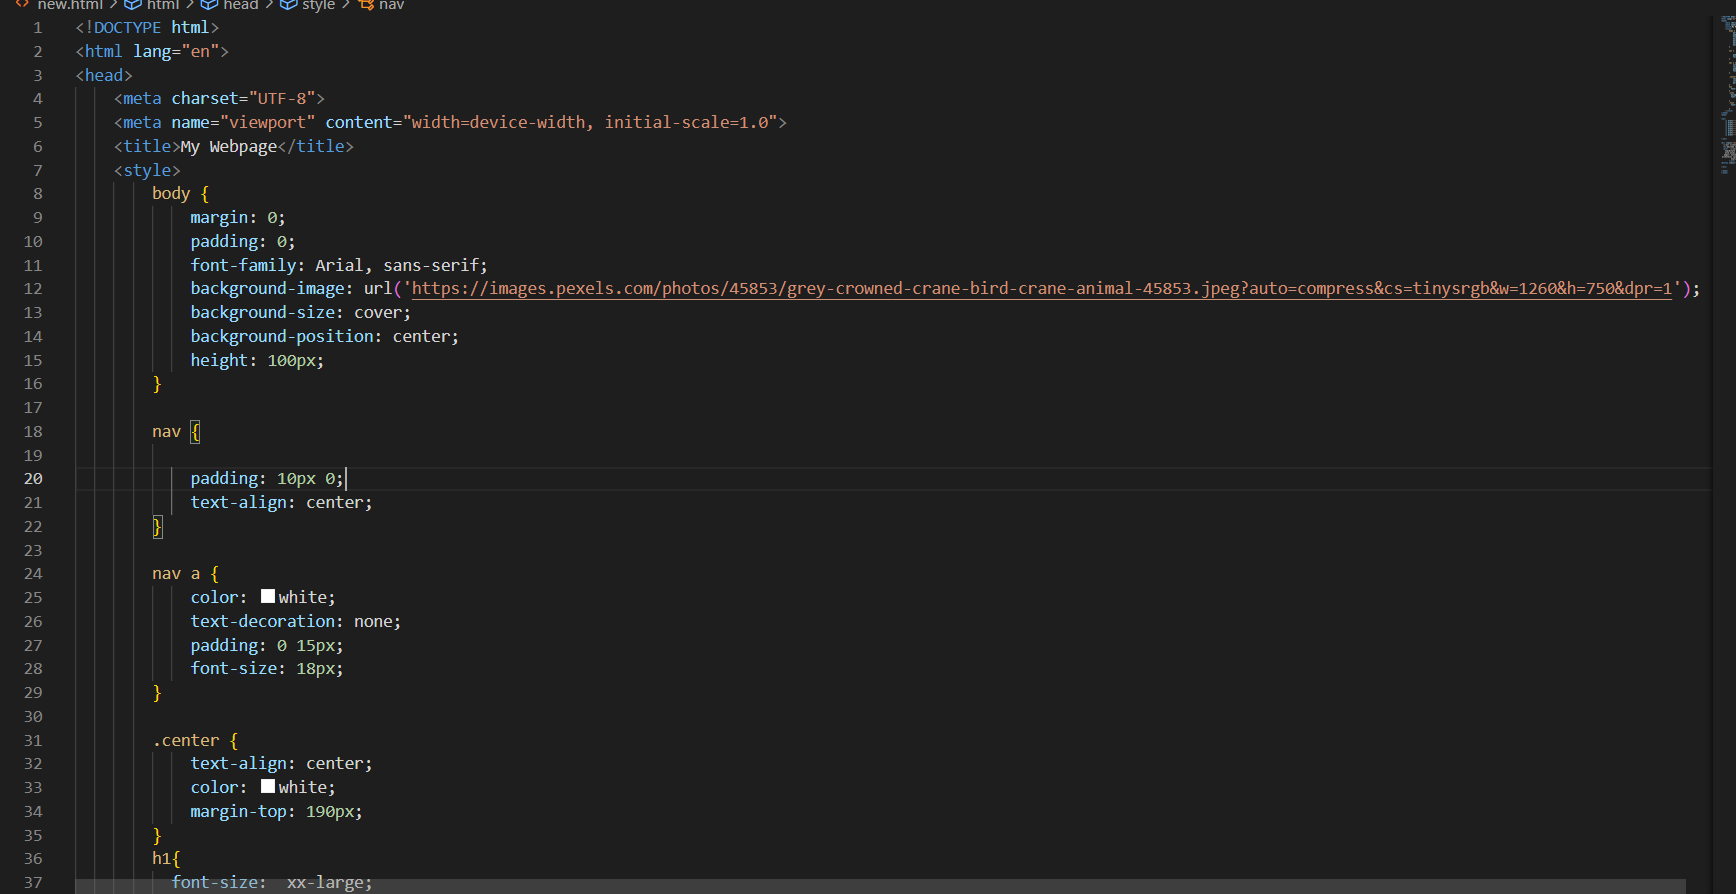 new.html > html > head > style > nav
1 <!DOCTYPE html>
2 <html lang="en">
3 <head>
4 <meta charset="UTF-8">
5 <meta name="viewport" content="width=device-width, initial-scale=1.0">
6 <title>My Webpage</title>
7 <style>
8 body {
9 margin: 0;
10 padding: 0;
11 font-family: Arial, sans-serif;
12 background-image: url('https://images.pexels.com/photos/45853/grey-crowned-crane-bird-crane-animal-45853.jpeg?auto=compress&cs=tinysrgb&w=1260&h=750&dpr=1');
13 background-size: cover;
14 background-position: center;
15 height: 100px;
16 }
17
18 nav {
19
20 padding: 10px 0;
21 text-align: center;
22 }
23
24 nav a {
25 color: white;
26 text-decoration: none;
27 padding: 0 15px;
28 font-size: 18px;
29 }
30
31 .center {
32 text-align: center;
33 color: white;
34 margin-top: 190px;
35 }
36 h1{
37 font-size:  xx-large;